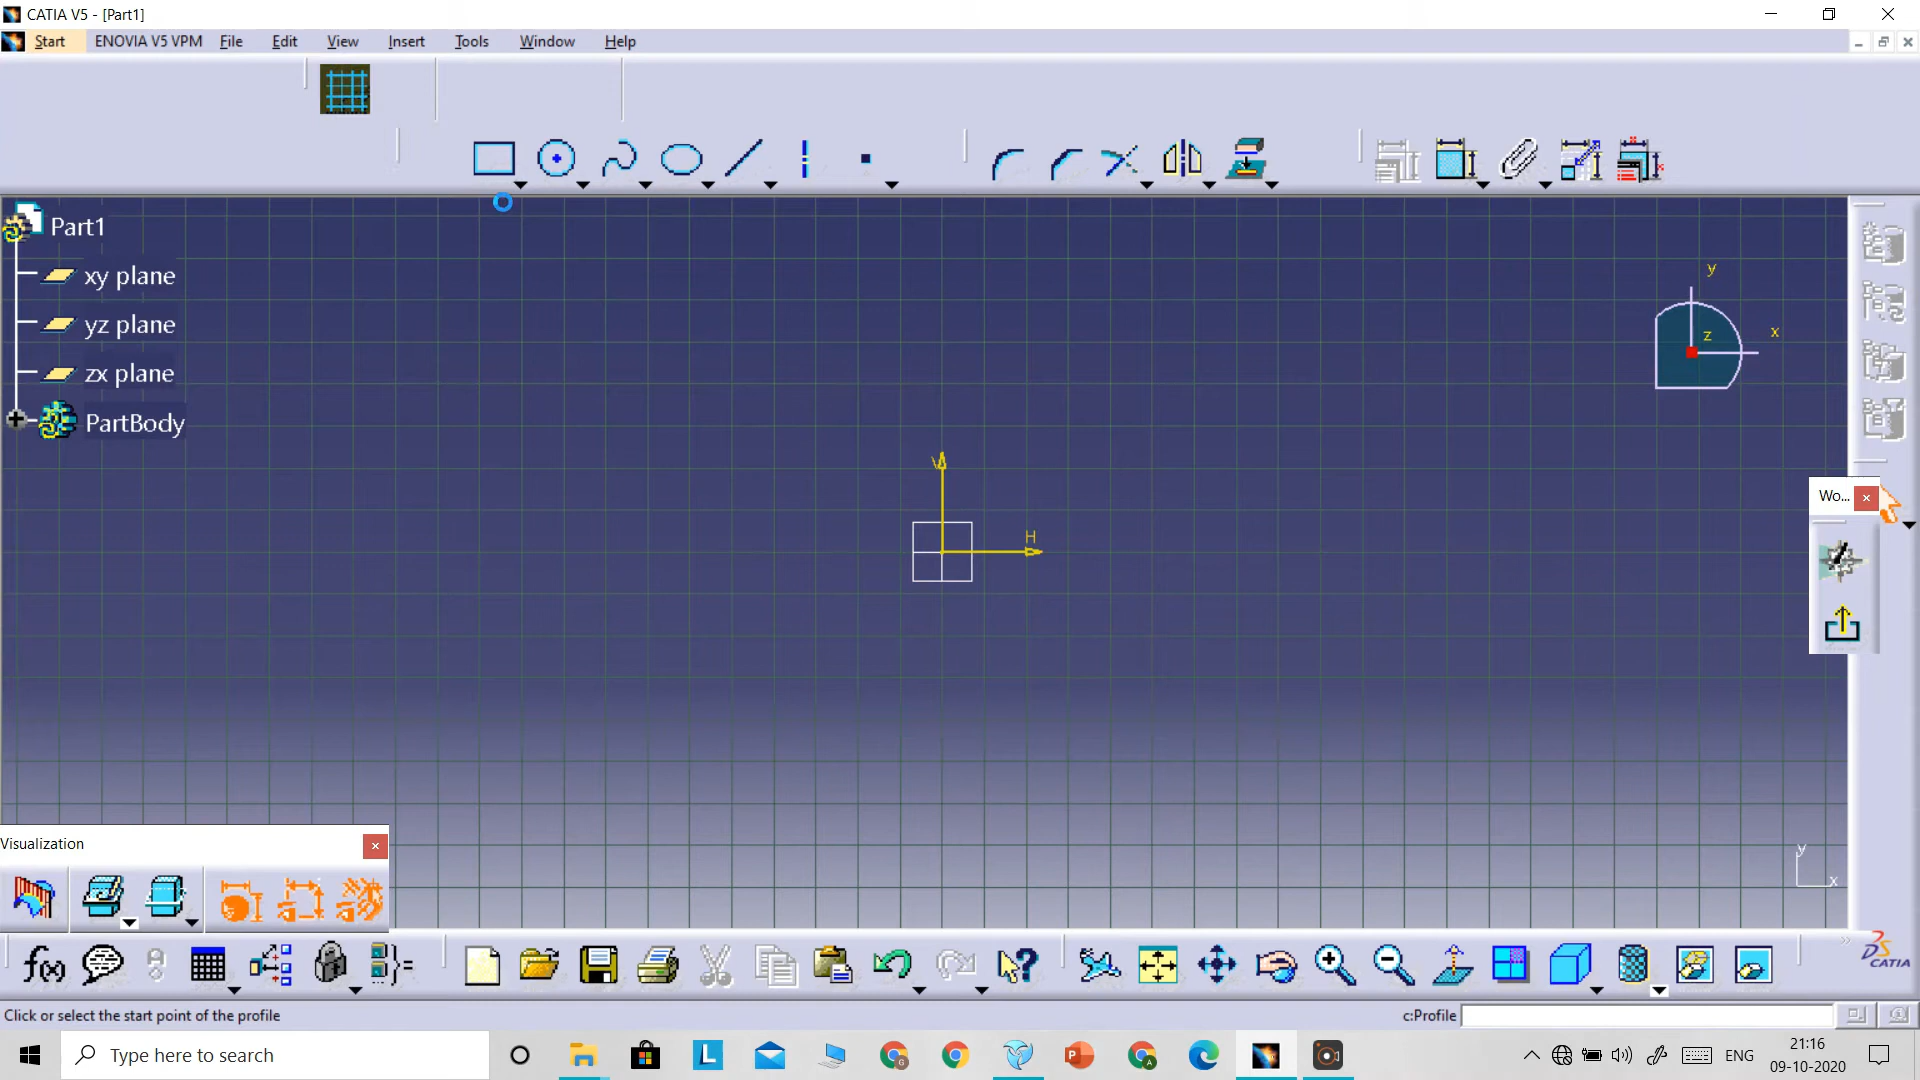 CATIA V5 - [Part1]
Start ENOVIA V5 VPM File Edit View Insert Tools Window Help
Part1
xy plane
yz plane
zx plane
PartBody
y
x
z
V
H
Wo...
Visualization
y
x
f(x)
CATIA
Click or select the start point of the profile
c:Profile
Type here to search
ENG
21:16
09-10-2020